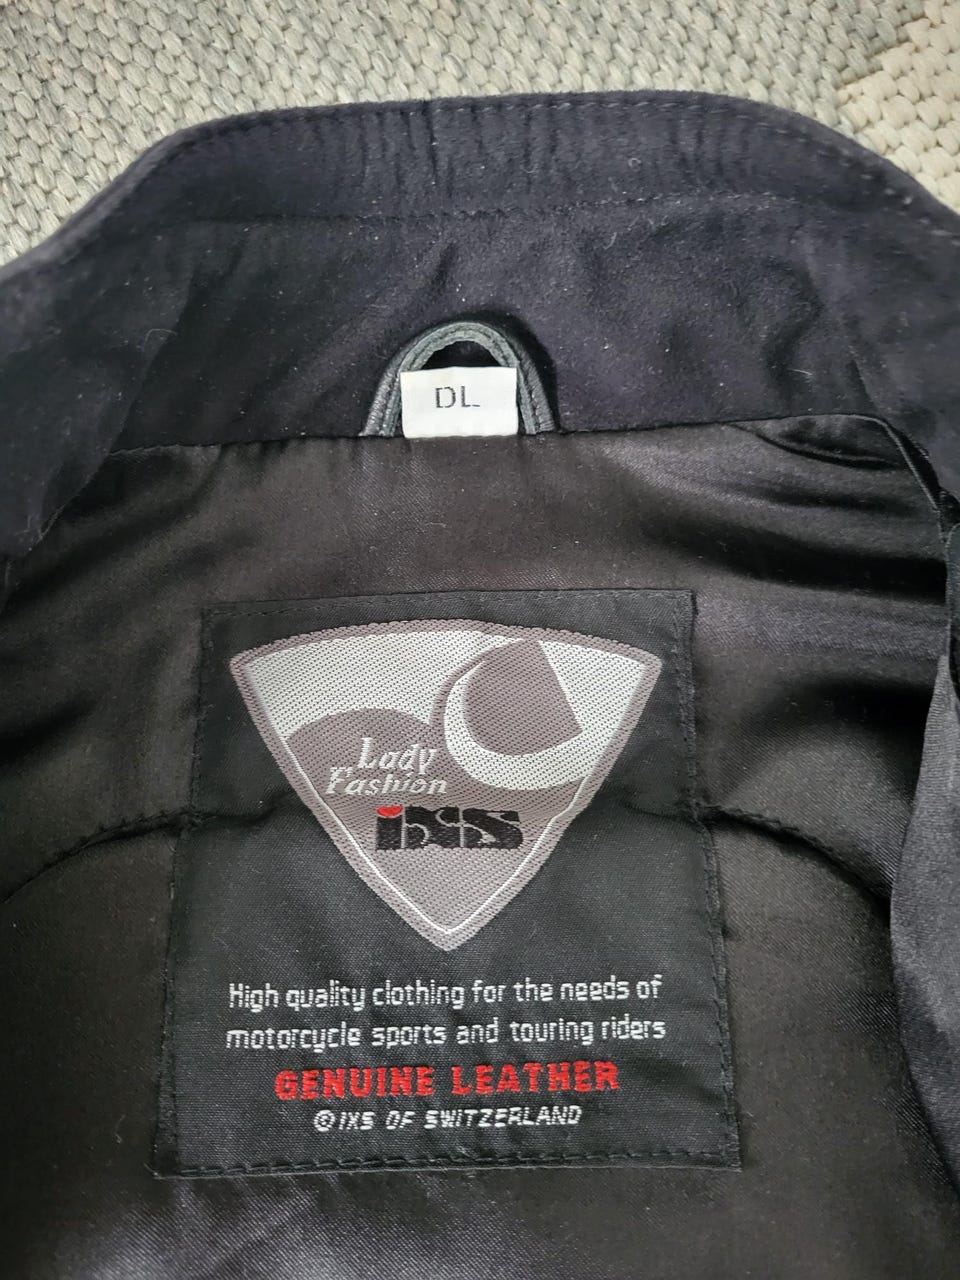 DL
Lady
Fashion
iXS
High quality clothing for the needs of
motorcycle sports and touring riders
GENUINE LEATHER
© IXS OF SWITZERLAND